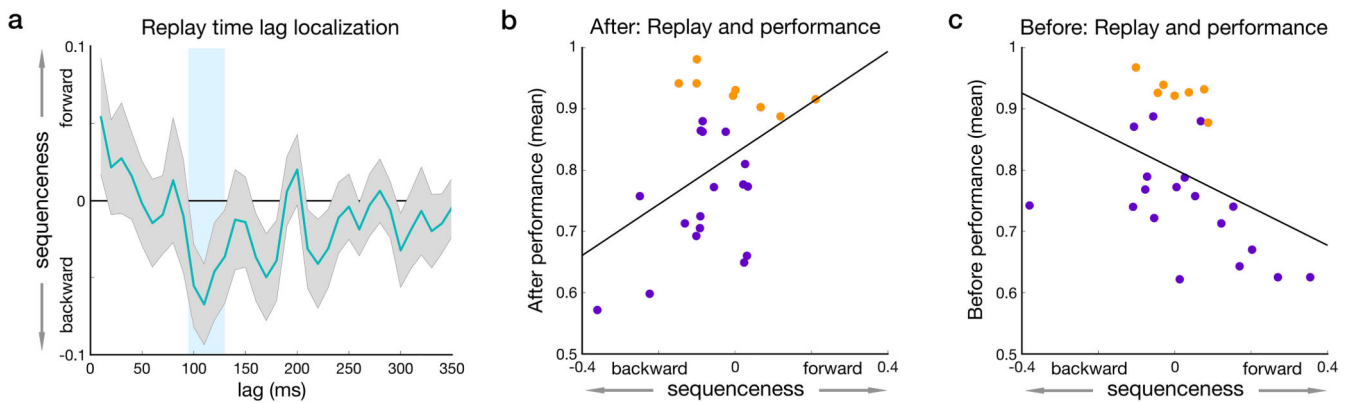 a
Replay time lag localization
sequenceness
forward
backward
0.1
0
-0.1
0 50 100 150 200 250 300 350
lag (ms)
b
After: Replay and performance
After performance (mean)
1
0.9
0.8
0.7
0.6
0.5
-0.4 0 0.4
backward forward
sequenceness
c
Before: Replay and performance
Before performance (mean)
1
0.9
0.8
0.7
0.6
0.5
-0.4 0 0.4
backward forward
sequenceness